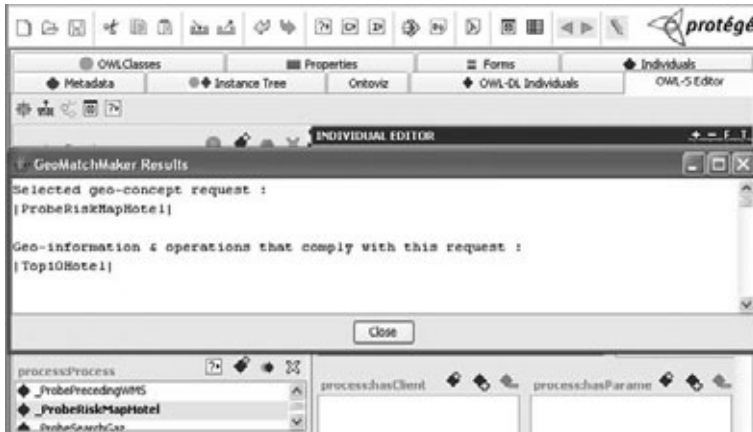 protégé
OWLClasses Properties Forms Individuals
Metadata Instance Tree Ontoviz OWL-DL Individuals OWL-S Editor
INDIVIDUAL EDITOR + - F T
GeoMatchMaker Results
Selected geo-concept request :
|ProbeRiskMapHotel|
Geo-information & operations that comply with this request :
|Top10Hotel|
Close
process:Process
_ProbePrecedingWMS
process:hasClient process:hasParame
_ProbeRiskMapHotel
_ProbeSearchGaz